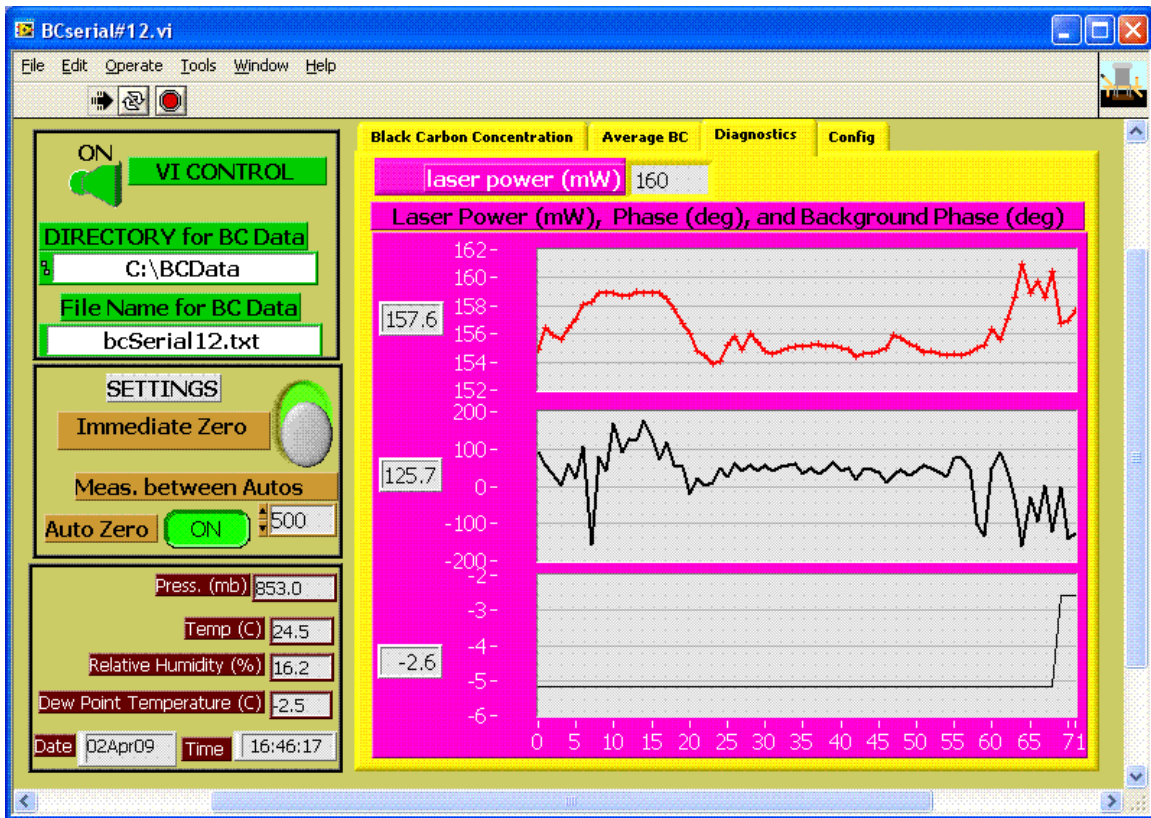 BCserial#12.vi
File Edit Operate Tools Window Help
ON
VI CONTROL
DIRECTORY for BC Data
C:\BCData
File Name for BC Data
bcSerial12.txt
SETTINGS
Immediate Zero
Meas. between Autos
Auto Zero ON 500
Press. (mb) 853.0
Temp (C) 24.5
Relative Humidity (%) 16.2
Dew Point Temperature (C) -2.5
Date 02Apr09 Time 16:46:17
Black Carbon Concentration Average BC Diagnostics Config
laser power (mW) 160
Laser Power (mW), Phase (deg), and Background Phase (deg)
162
160
158
157.6
156
154
152
200
100
125.7
0
-100
-200
-2
-3
-4
-2.6
-5
-6
0 5 10 15 20 25 30 35 40 45 50 55 60 65 71